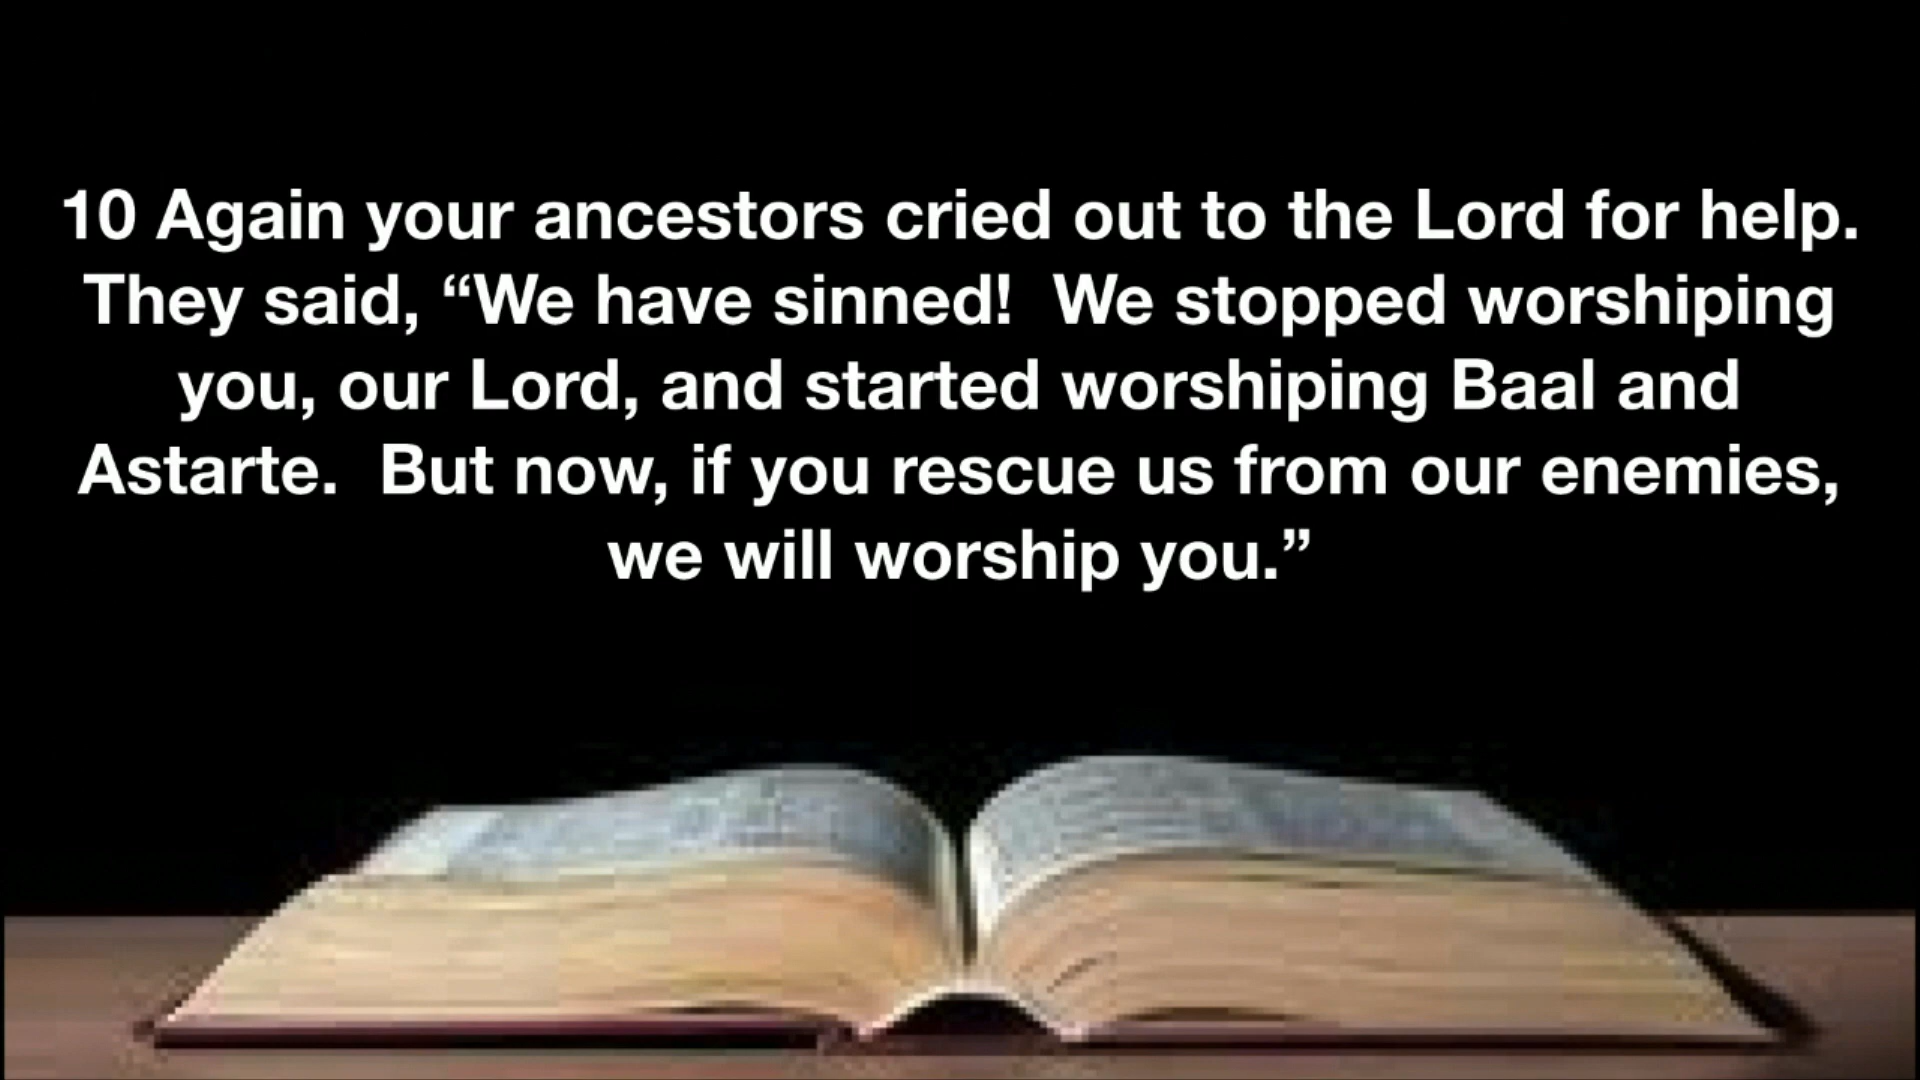 10 Again your ancestors cried out to the Lord for help.
They said, “We have sinned!  We stopped worshiping
you, our Lord, and started worshiping Baal and
Astarte.  But now, if you rescue us from our enemies,
we will worship you.”